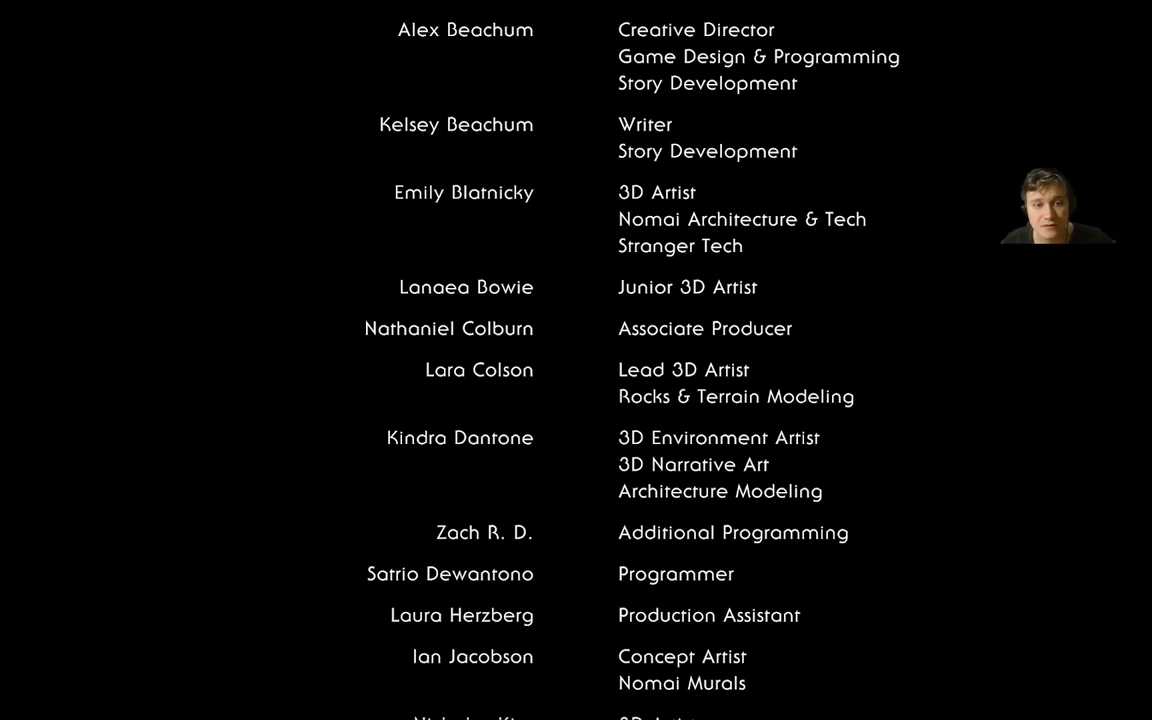 Alex Beachum Creative Director
Game Design & Programming
Story Development
Kelsey Beachum Writer
Story Development
Emily Blatnicky 3D Artist
Nomai Architecture & Tech
Stranger Tech
Lanaea Bowie Junior 3D Artist
Nathaniel Colburn Associate Producer
Lara Colson Lead 3D Artist
Rocks & Terrain Modeling
Kindra Dantone 3D Environment Artist
3D Narrative Art
Architecture Modeling
Zach R. D. Additional Programming
Satrio Dewantono Programmer
Laura Herzberg Production Assistant
Ian Jacobson Concept Artist
Nomai Murals